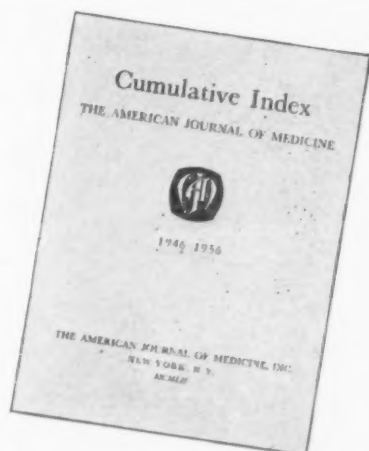 Cumulative Index
THE AMERICAN JOURNAL OF MEDICINE
1946 1956
THE AMERICAN JOURNAL OF MEDICINE, INC.
NEW YORK, N. Y.